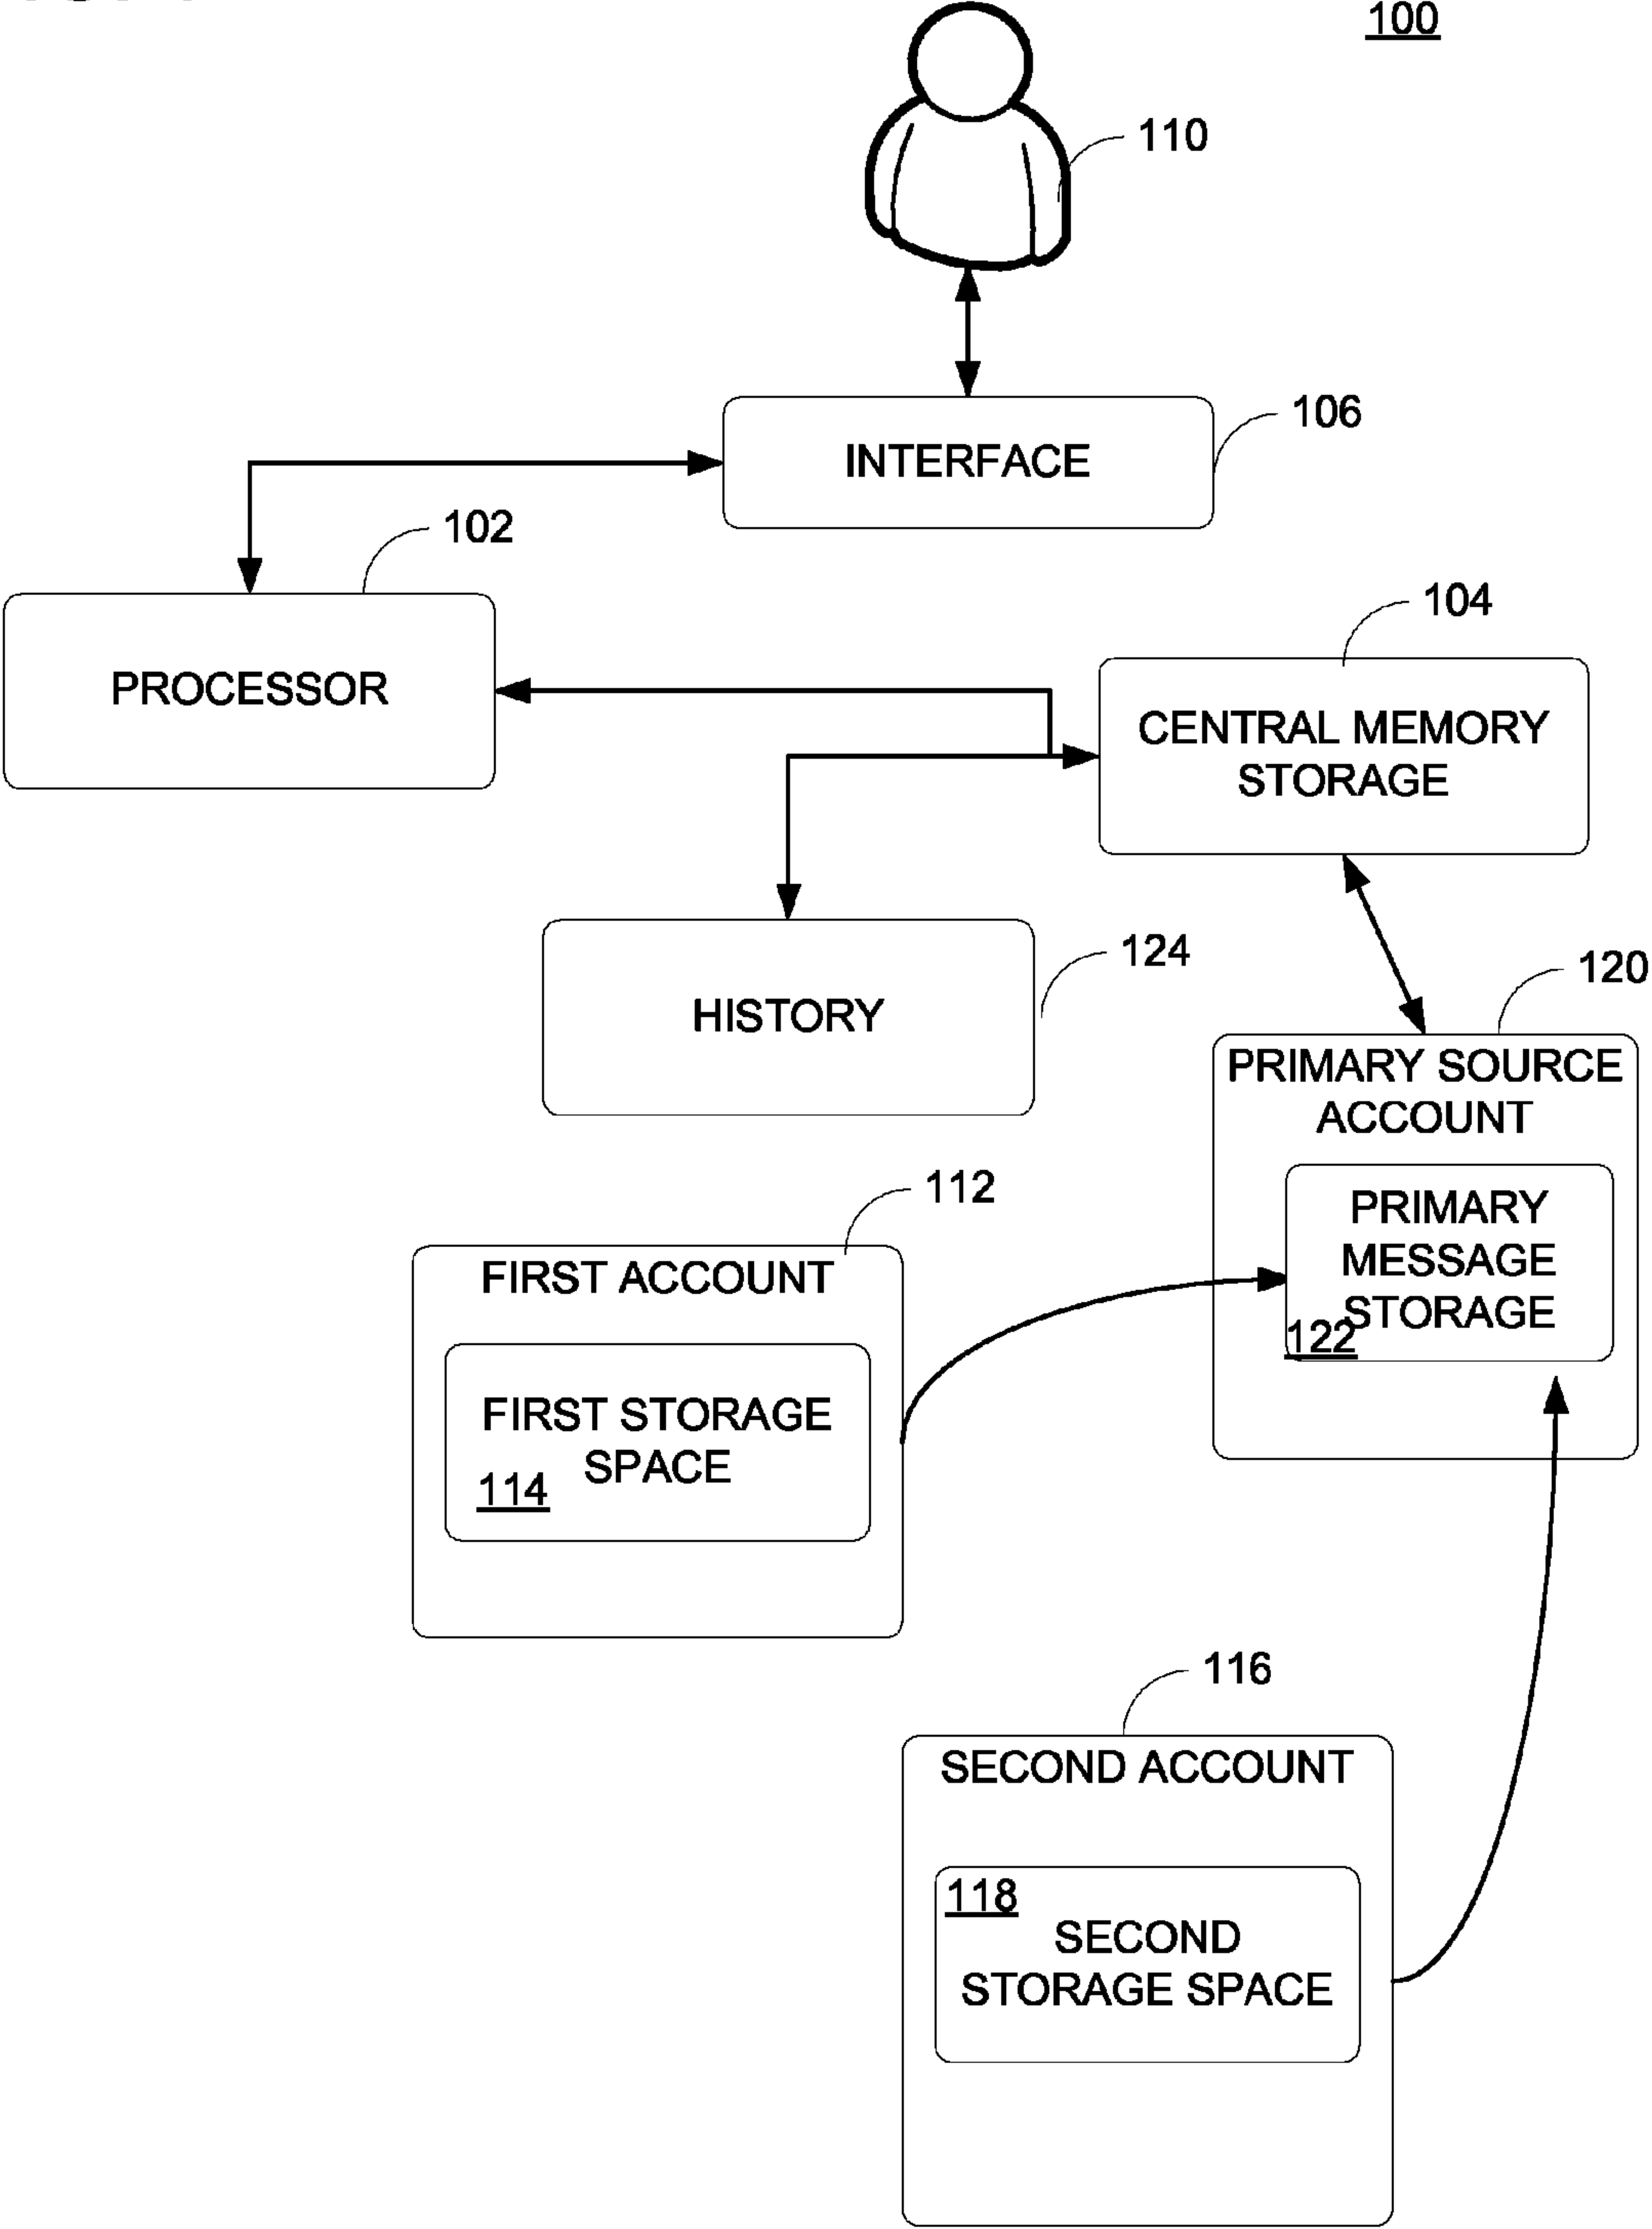 100
110
106
INTERFACE
102
104
PROCESSOR
CENTRAL MEMORY
STORAGE
124
120
HISTORY
PRIMARY SOURCE
ACCOUNT
112
PRIMARY
MESSAGE
STORAGE
122
FIRST ACCOUNT
FIRST STORAGE
SPACE
114
116
SECOND ACCOUNT
118
SECOND
STORAGE SPACE